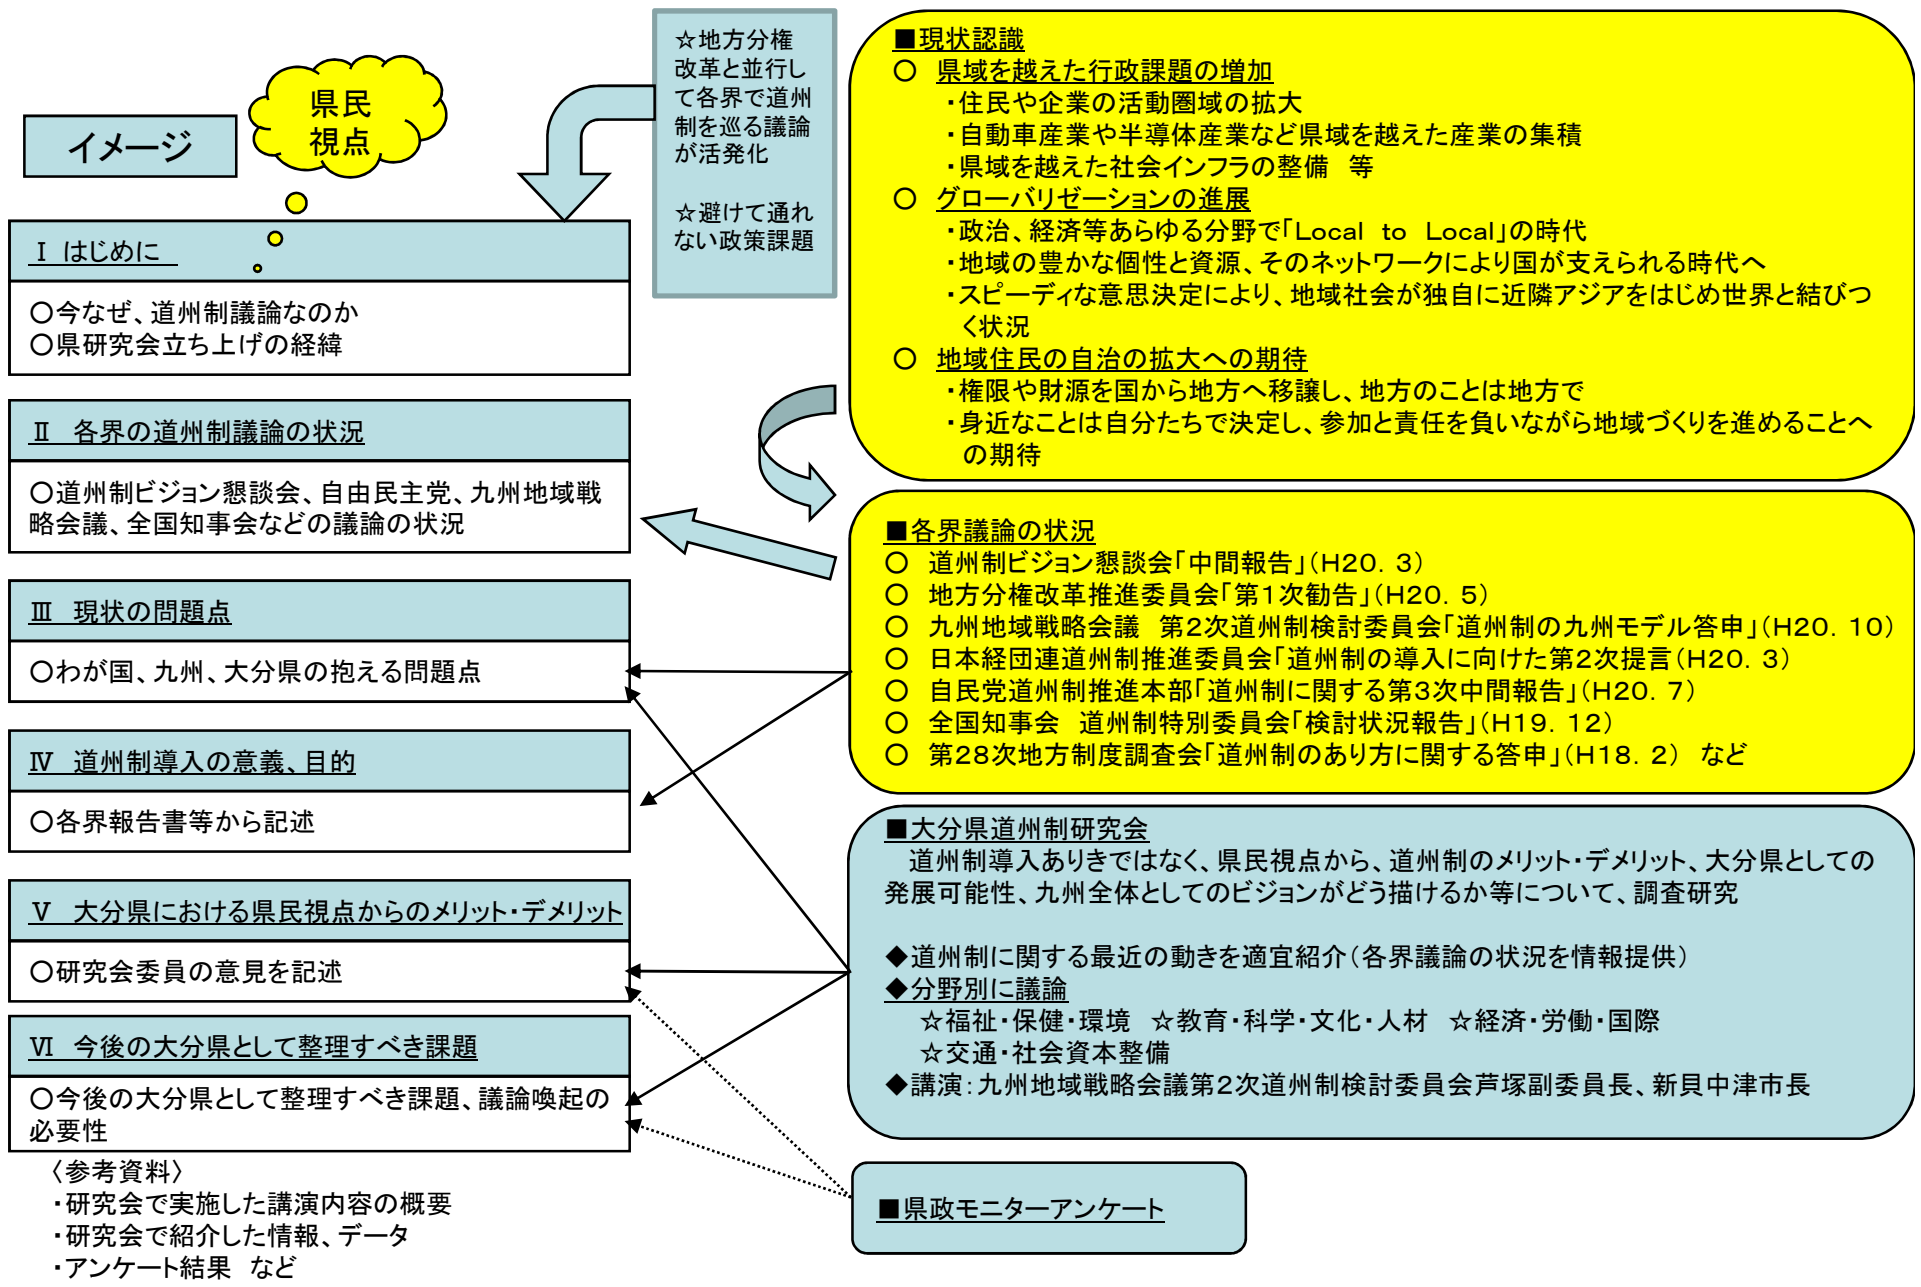 イメージ
県民
視点
Ⅰ はじめに
〇今なぜ、道州制議論なのか
〇県研究会立ち上げの経緯
Ⅱ 各界の道州制議論の状況
〇道州制ビジョン懇談会、自由民主党、九州地域戦
略会議、全国知事会などの議論の状況
Ⅲ 現状の問題点
〇わが国、九州、大分県の抱える問題点
Ⅳ 道州制導入の意義、目的
〇各界報告書等から記述
Ⅴ 大分県における県民視点からのメリット・デメリット
〇研究会委員の意見を記述
Ⅵ 今後の大分県として整理すべき課題
〇今後の大分県として整理すべき課題、議論喚起の
必要性
〈参考資料〉
・研究会で実施した講演内容の概要
・研究会で紹介した情報、データ
・アンケート結果 など
☆地方分権
改革と並行し
て各界で道州
制を巡る議論
が活発化
☆避けて通れ
ない政策課題
■現状認識
〇 県域を越えた行政課題の増加
・住民や企業の活動圏域の拡大
・自動車産業や半導体産業など県域を越えた産業の集積
・県域を越えた社会インフラの整備 等
〇 グローバリゼーションの進展
・政治、経済等あらゆる分野で「Local to Local」の時代
・地域の豊かな個性と資源、そのネットワークにより国が支えられる時代へ
・スピーディな意思決定により、地域社会が独自に近隣アジアをはじめ世界と結びつ
く状況
〇 地域住民の自治の拡大への期待
・権限や財源を国から地方へ移譲し、地方のことは地方で
・身近なことは自分たちで決定し、参加と責任を負いながら地域づくりを進めることへ
の期待
■各界議論の状況
〇 道州制ビジョン懇談会「中間報告」(H20.3)
〇 地方分権改革推進委員会「第1次勧告」(H20.5)
〇 九州地域戦略会議 第2次道州制検討委員会「道州制の九州モデル答申」(H20.10)
〇 日本経団連道州制推進委員会「道州制の導入に向けた第2次提言(H20.3)
〇 自民党道州制推進本部「道州制に関する第3次中間報告」(H20.7)
〇 全国知事会 道州制特別委員会「検討状況報告」(H19.12)
〇 第28次地方制度調査会「道州制のあり方に関する答申」(H18.2) など
■大分県道州制研究会
道州制導入ありきではなく、県民視点から、道州制のメリット・デメリット、大分県としての
発展可能性、九州全体としてのビジョンがどう描けるか等について、調査研究
◆道州制に関する最近の動きを適宜紹介(各界議論の状況を情報提供)
◆分野別に議論
☆福祉・保健・環境 ☆教育・科学・文化・人材 ☆経済・労働・国際
☆交通・社会資本整備
◆講演:九州地域戦略会議第2次道州制検討委員会芦塚副委員長、新貝中津市長
■県政モニターアンケート